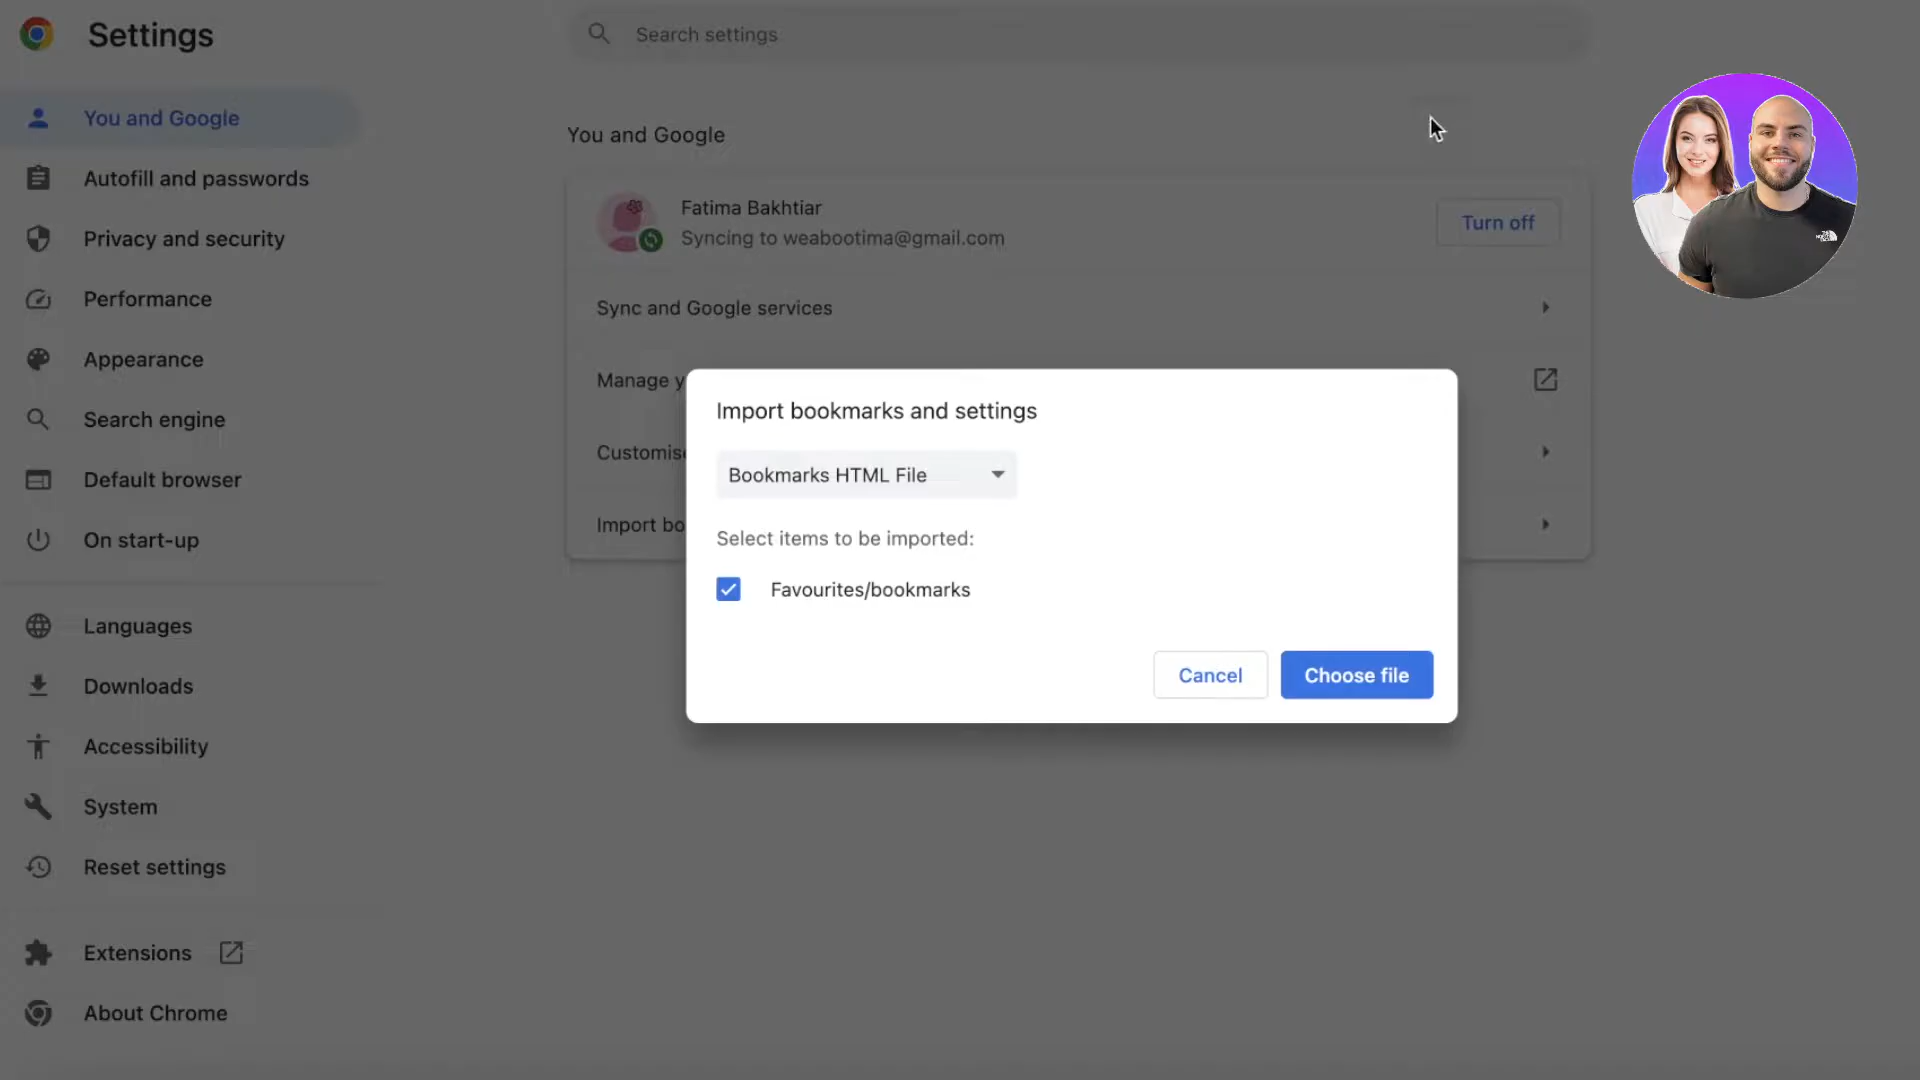 Settings
Search settings
You and Google
Autofill and passwords
Privacy and security
Performance
Appearance
Search engine
Default browser
On start-up
Languages
Downloads
Accessibility
System
Reset settings
Extensions
About Chrome
You and Google
Fatima Bakhtiar
Syncing to weabootima@gmail.com
Turn off
Sync and Google services
Manage y
Customise
Import bo
Import bookmarks and settings
Bookmarks HTML File
Select items to be imported:
Favourites/bookmarks
Cancel
Choose file